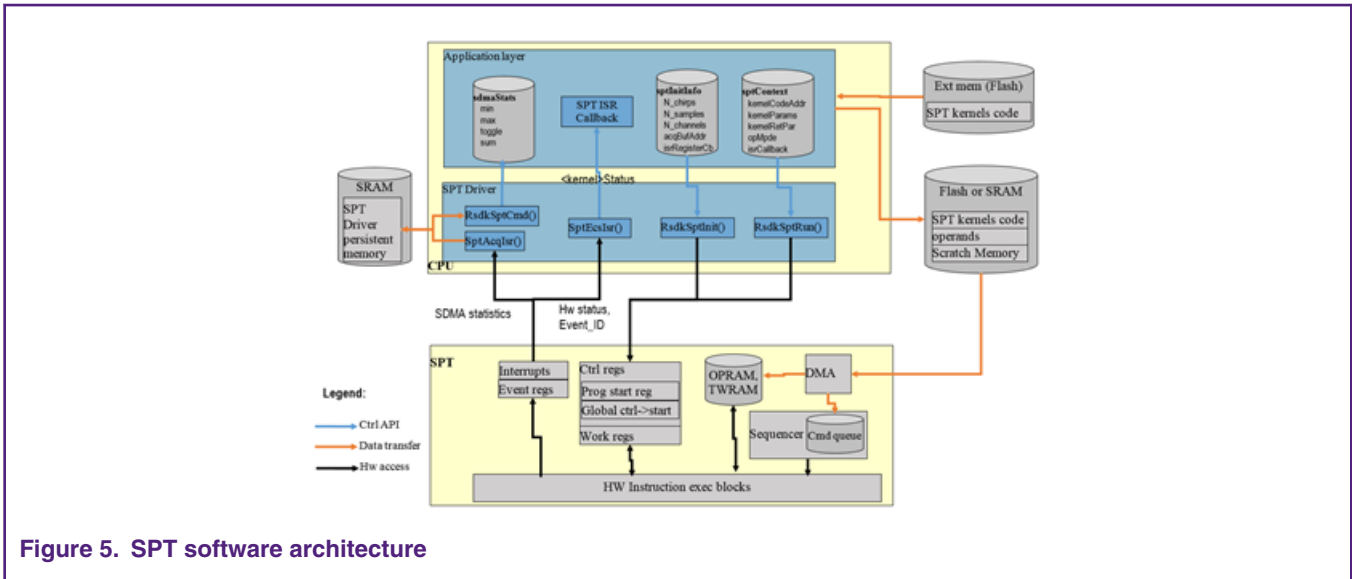 Application layer
sdmaStats
min
max
toggle
sum
SPT ISR
Callback
sptInitInfo
N_chirps
N_samples
N_channels
acqBufAddr
isrRegisterCb
sptContext
kernelCodeAddr
kernelParams
kernelRetPar
opMpde
isrCallback
Ext mem (Flash)
SPT kernels code
<kernel>Status
SRAM
SPT
Driver
persistent
memory
SPT Driver
RsdkSptCmd()
SptAcqIsr()
SptEcsIsr()
RsdkSptInit()
RsdkSptRun()
CPU
Flash or SRAM
SPT kernels code
operands
Scratch Memory
SDMA statistics
Hw status,
Event_ID
SPT
Interrupts
Event regs
Ctrl regs
Prog start reg
Global ctrl->start
Work regs
OPRAM,
TWRAM
DMA
Sequencer
Cmd queue
HW Instruction exec blocks
Legend:
Ctrl API
Data transfer
Hw access
Figure 5. SPT software architecture